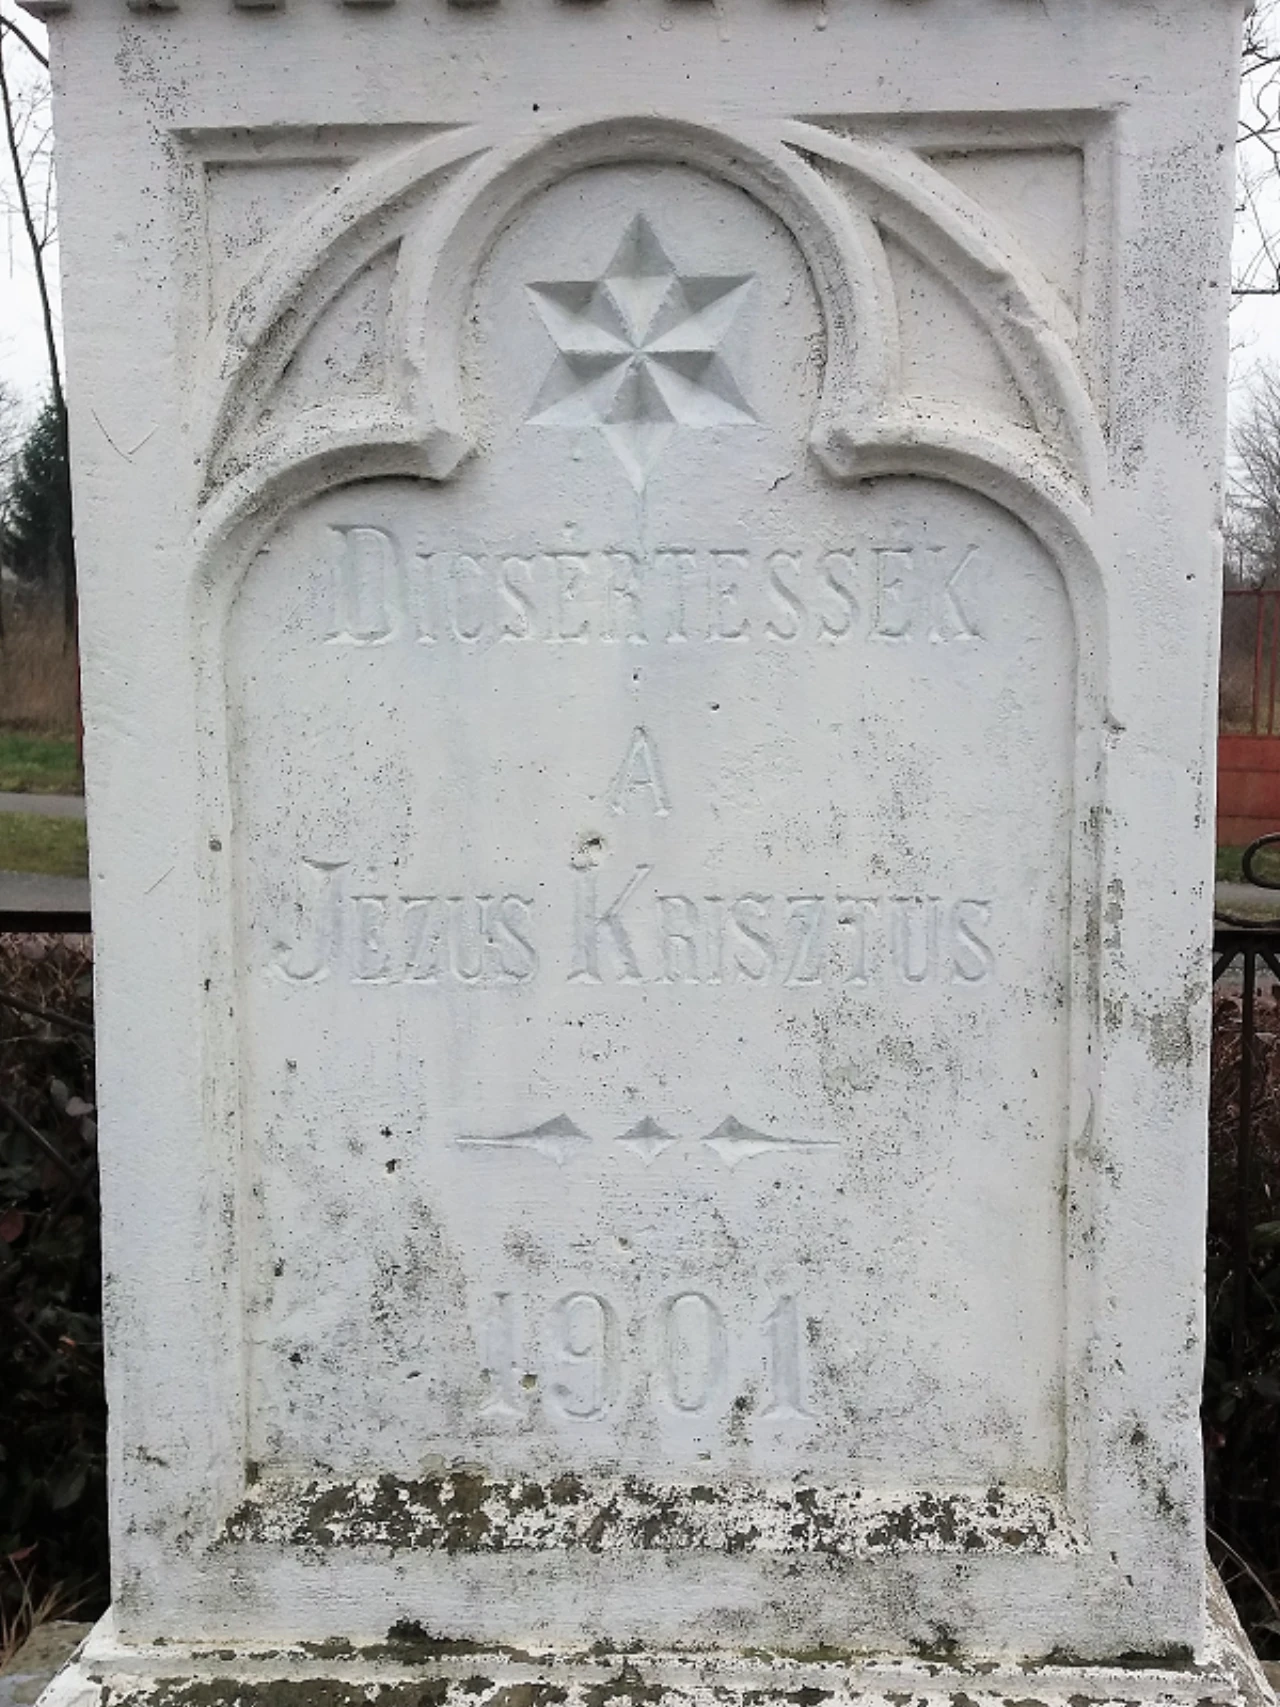 DICSÉRTESSÉK
A
JÉZUS KRISZTUS
1901